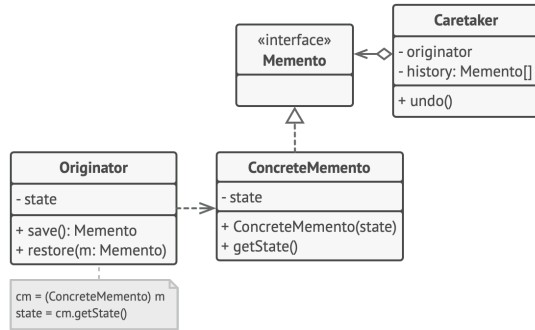 «interface»
Memento
Caretaker
- originator
- history: Memento[]
+ undo()
Originator
- state
+ save(): Memento
+ restore(m: Memento)
ConcreteMemento
- state
+ ConcreteMemento(state)
+ getState()
cm = (ConcreteMemento) m
state = cm.getState()